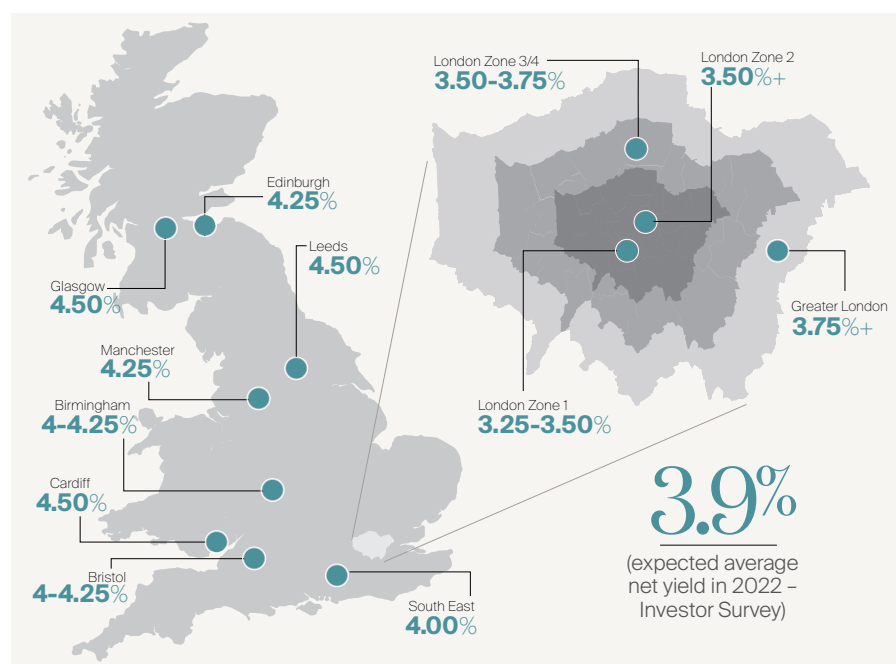 London Zone 3/4
3.50-3.75%
London Zone 2
3.50%+
Edinburgh
4.25%
Leeds
4.50%
Glasgow
4.50%
Greater London
3.75%+
Manchester
4.25%
Birmingham
4-4.25%
London Zone 1
3.25-3.50%
Cardiff
4.50%
Bristol
4-4.25%
South East
4.00%
3.9%
(expected average
net yield in 2022 –
Investor Survey)